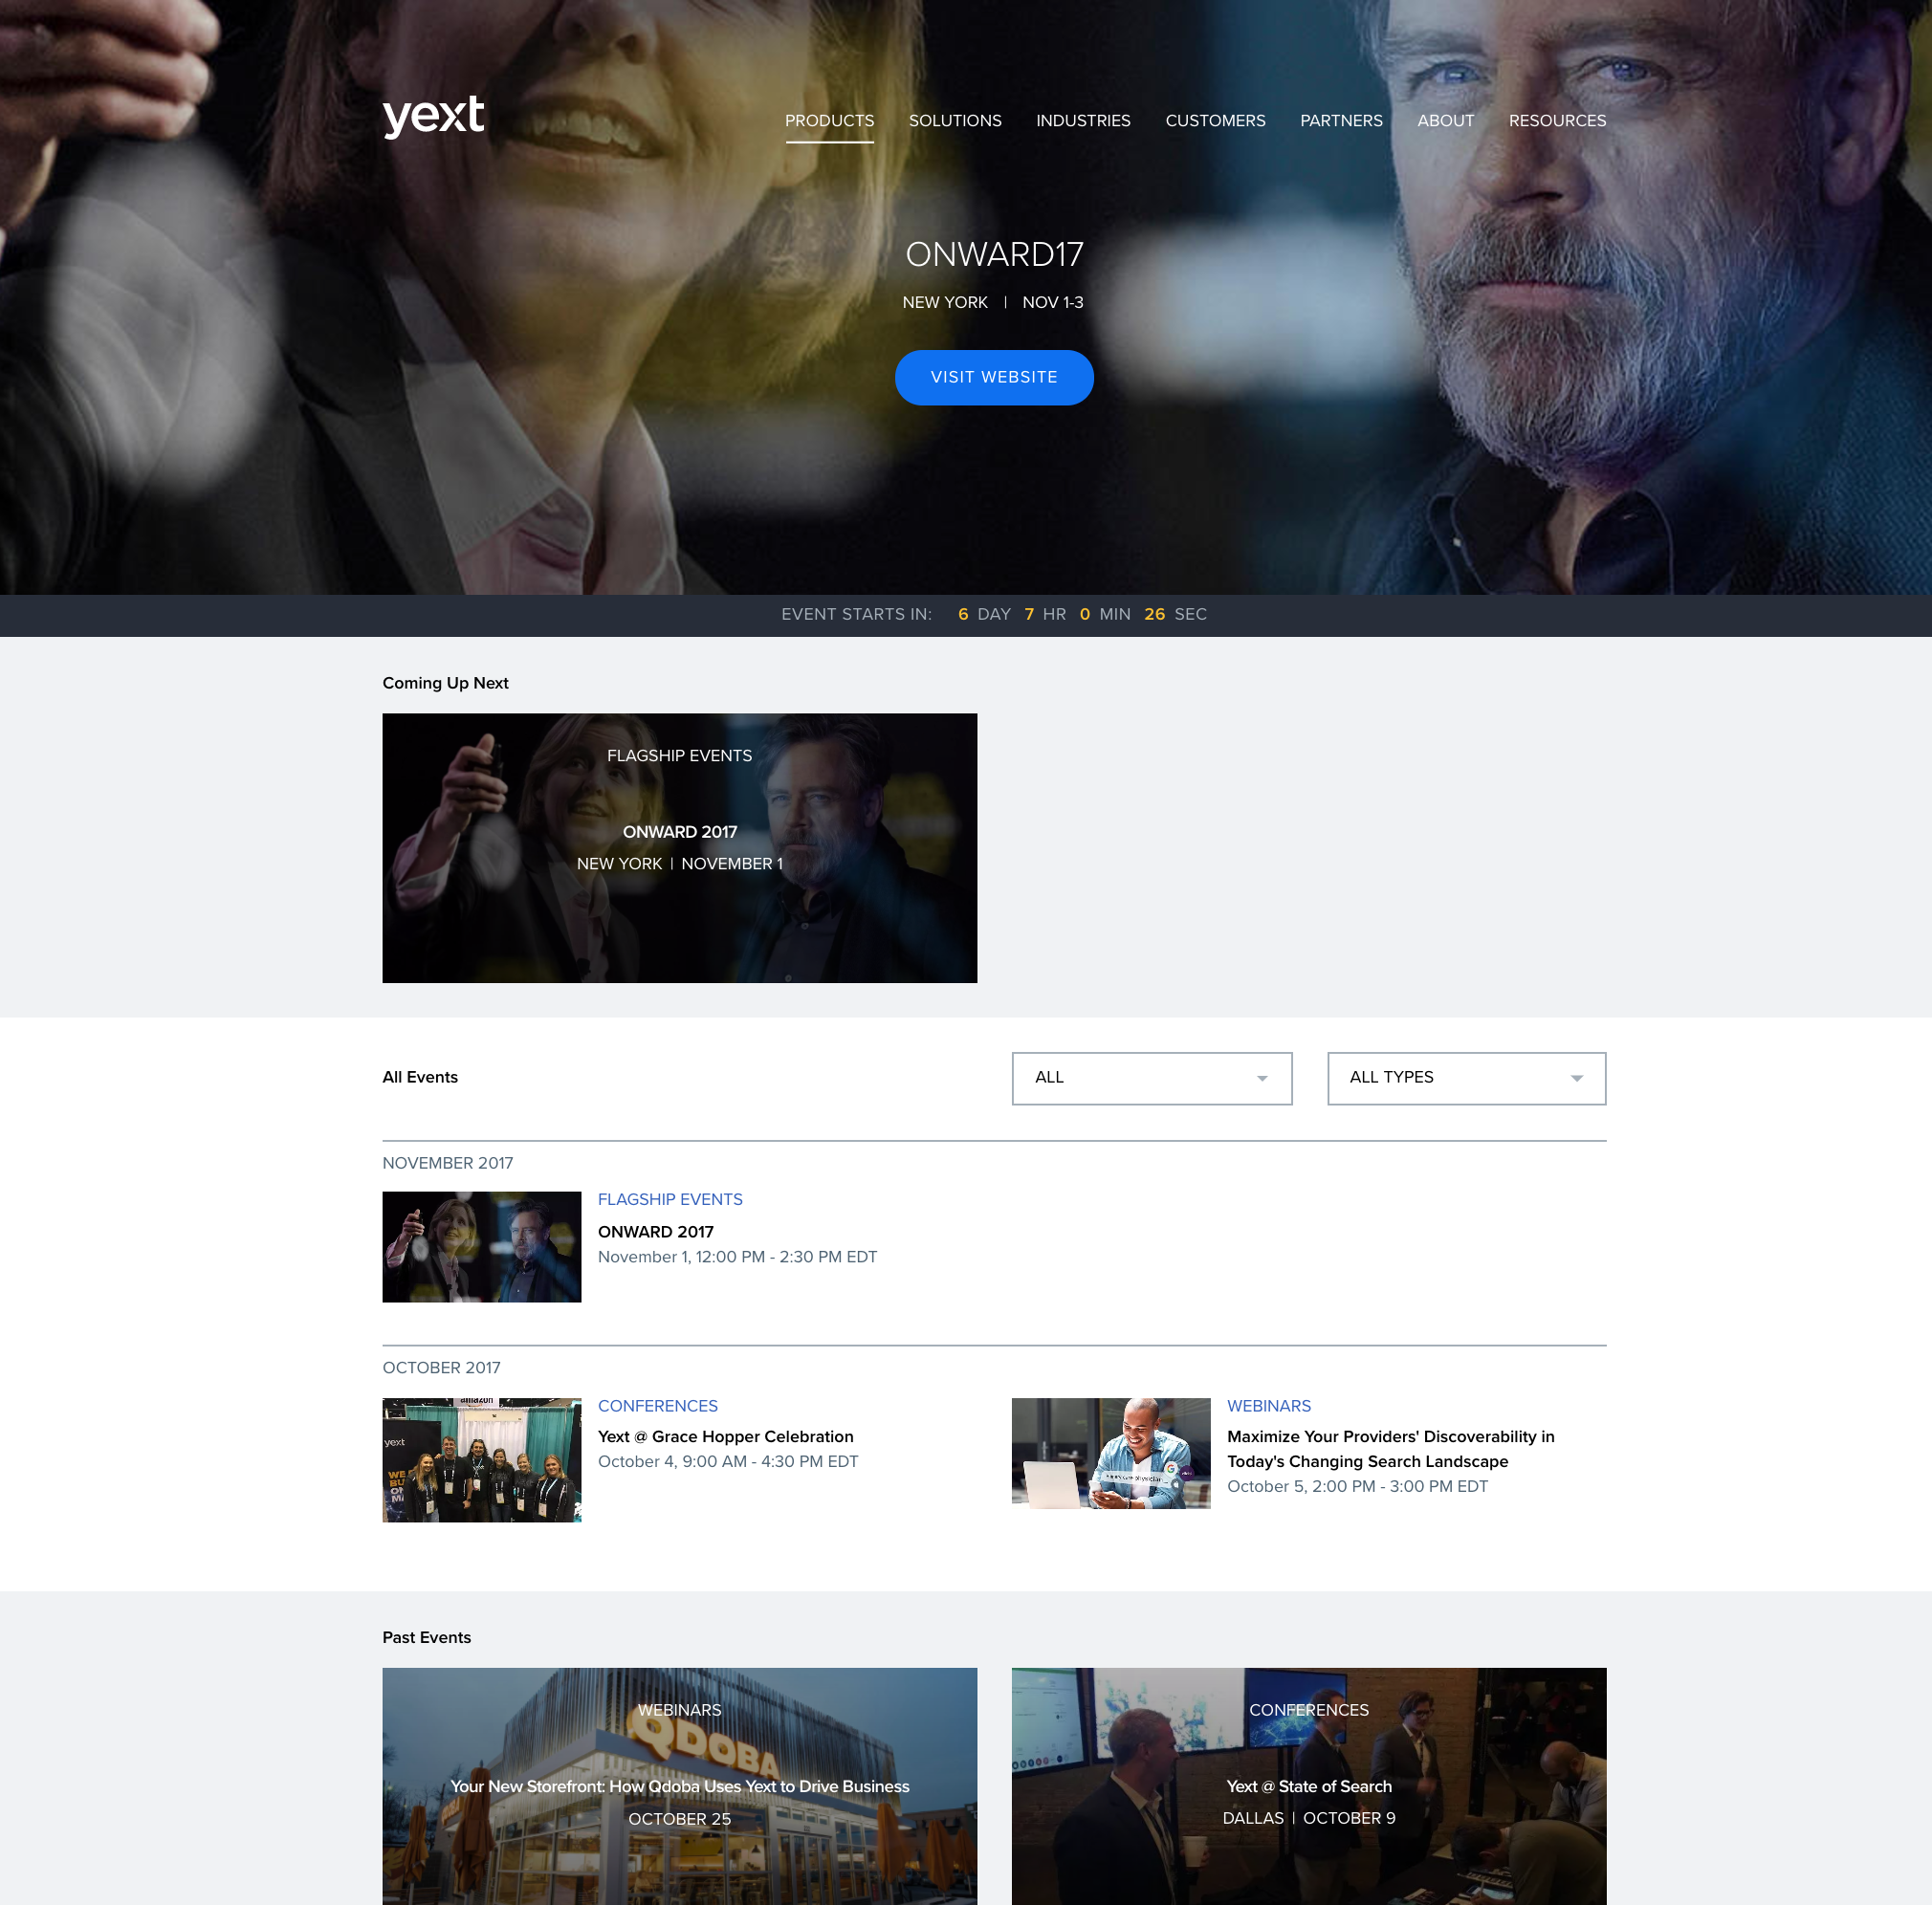 yext
PRODUCTS SOLUTIONS INDUSTRIES CUSTOMERS PARTNERS ABOUT RESOURCES
ONWARD17
NEW YORK | NOV 1-3
VISIT WEBSITE
EVENT STARTS IN: 6 DAY 7 HR 0 MIN 26 SEC
Coming Up Next
FLAGSHIP EVENTS
ONWARD 2017
NEW YORK | NOVEMBER 1
All Events
ALL
ALL TYPES
NOVEMBER 2017
FLAGSHIP EVENTS
ONWARD 2017
November 1, 12:00 PM - 2:30 PM EDT
OCTOBER 2017
amazon
yext
CONFERENCES
Yext @ Grace Hopper Celebration
October 4, 9:00 AM - 4:30 PM EDT
WEBINARS
Maximize Your Providers' Discoverability in
Today's Changing Search Landscape
October 5, 2:00 PM - 3:00 PM EDT
Past Events
WEBINARS
QDOBA
Your New Storefront: How Qdoba Uses Yext to Drive Business
OCTOBER 25
CONFERENCES
Yext @ State of Search
DALLAS | OCTOBER 9